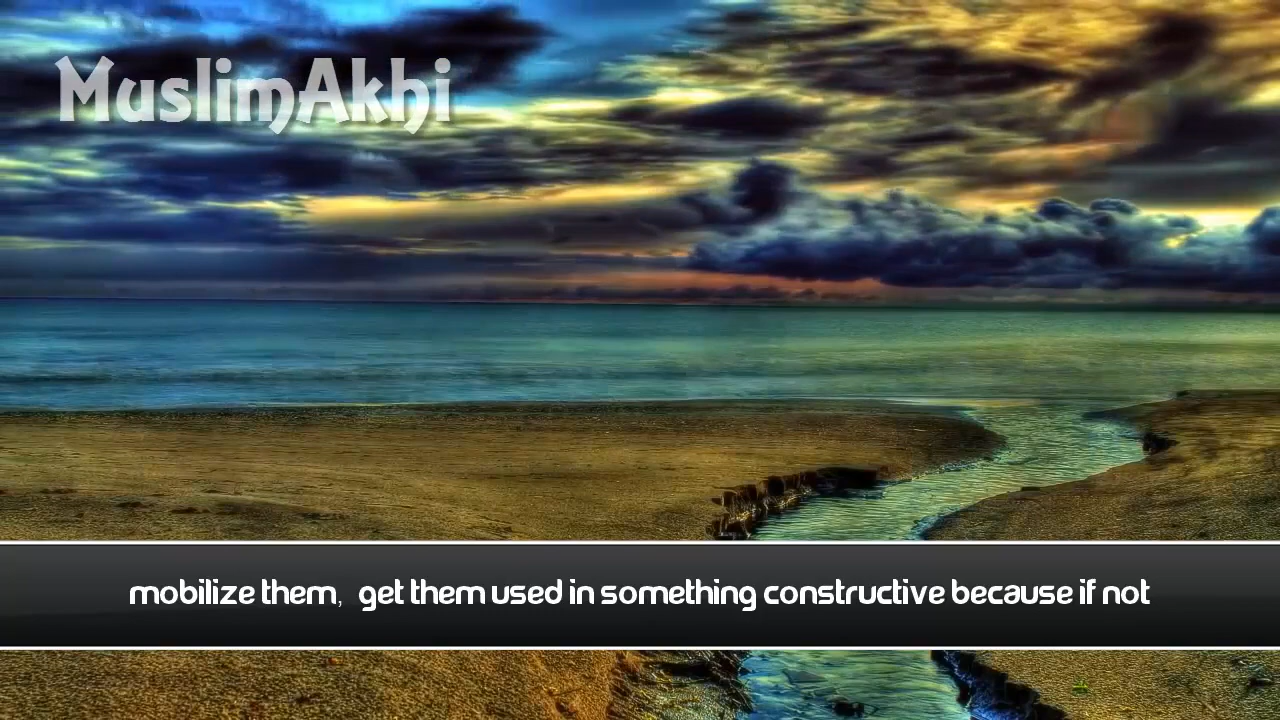 MuslimAkhi
mobilize them, get them used in something constructive because if not